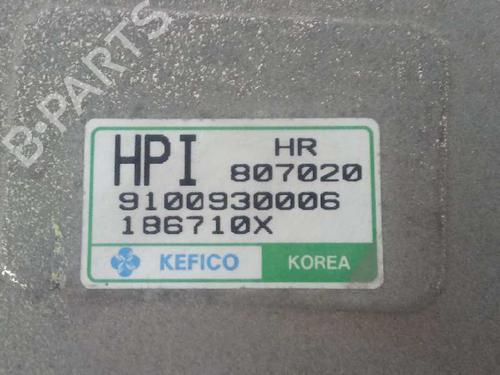 B-PARTS
HPI HR
807020
9100930006
186710X
KEFICO KOREA